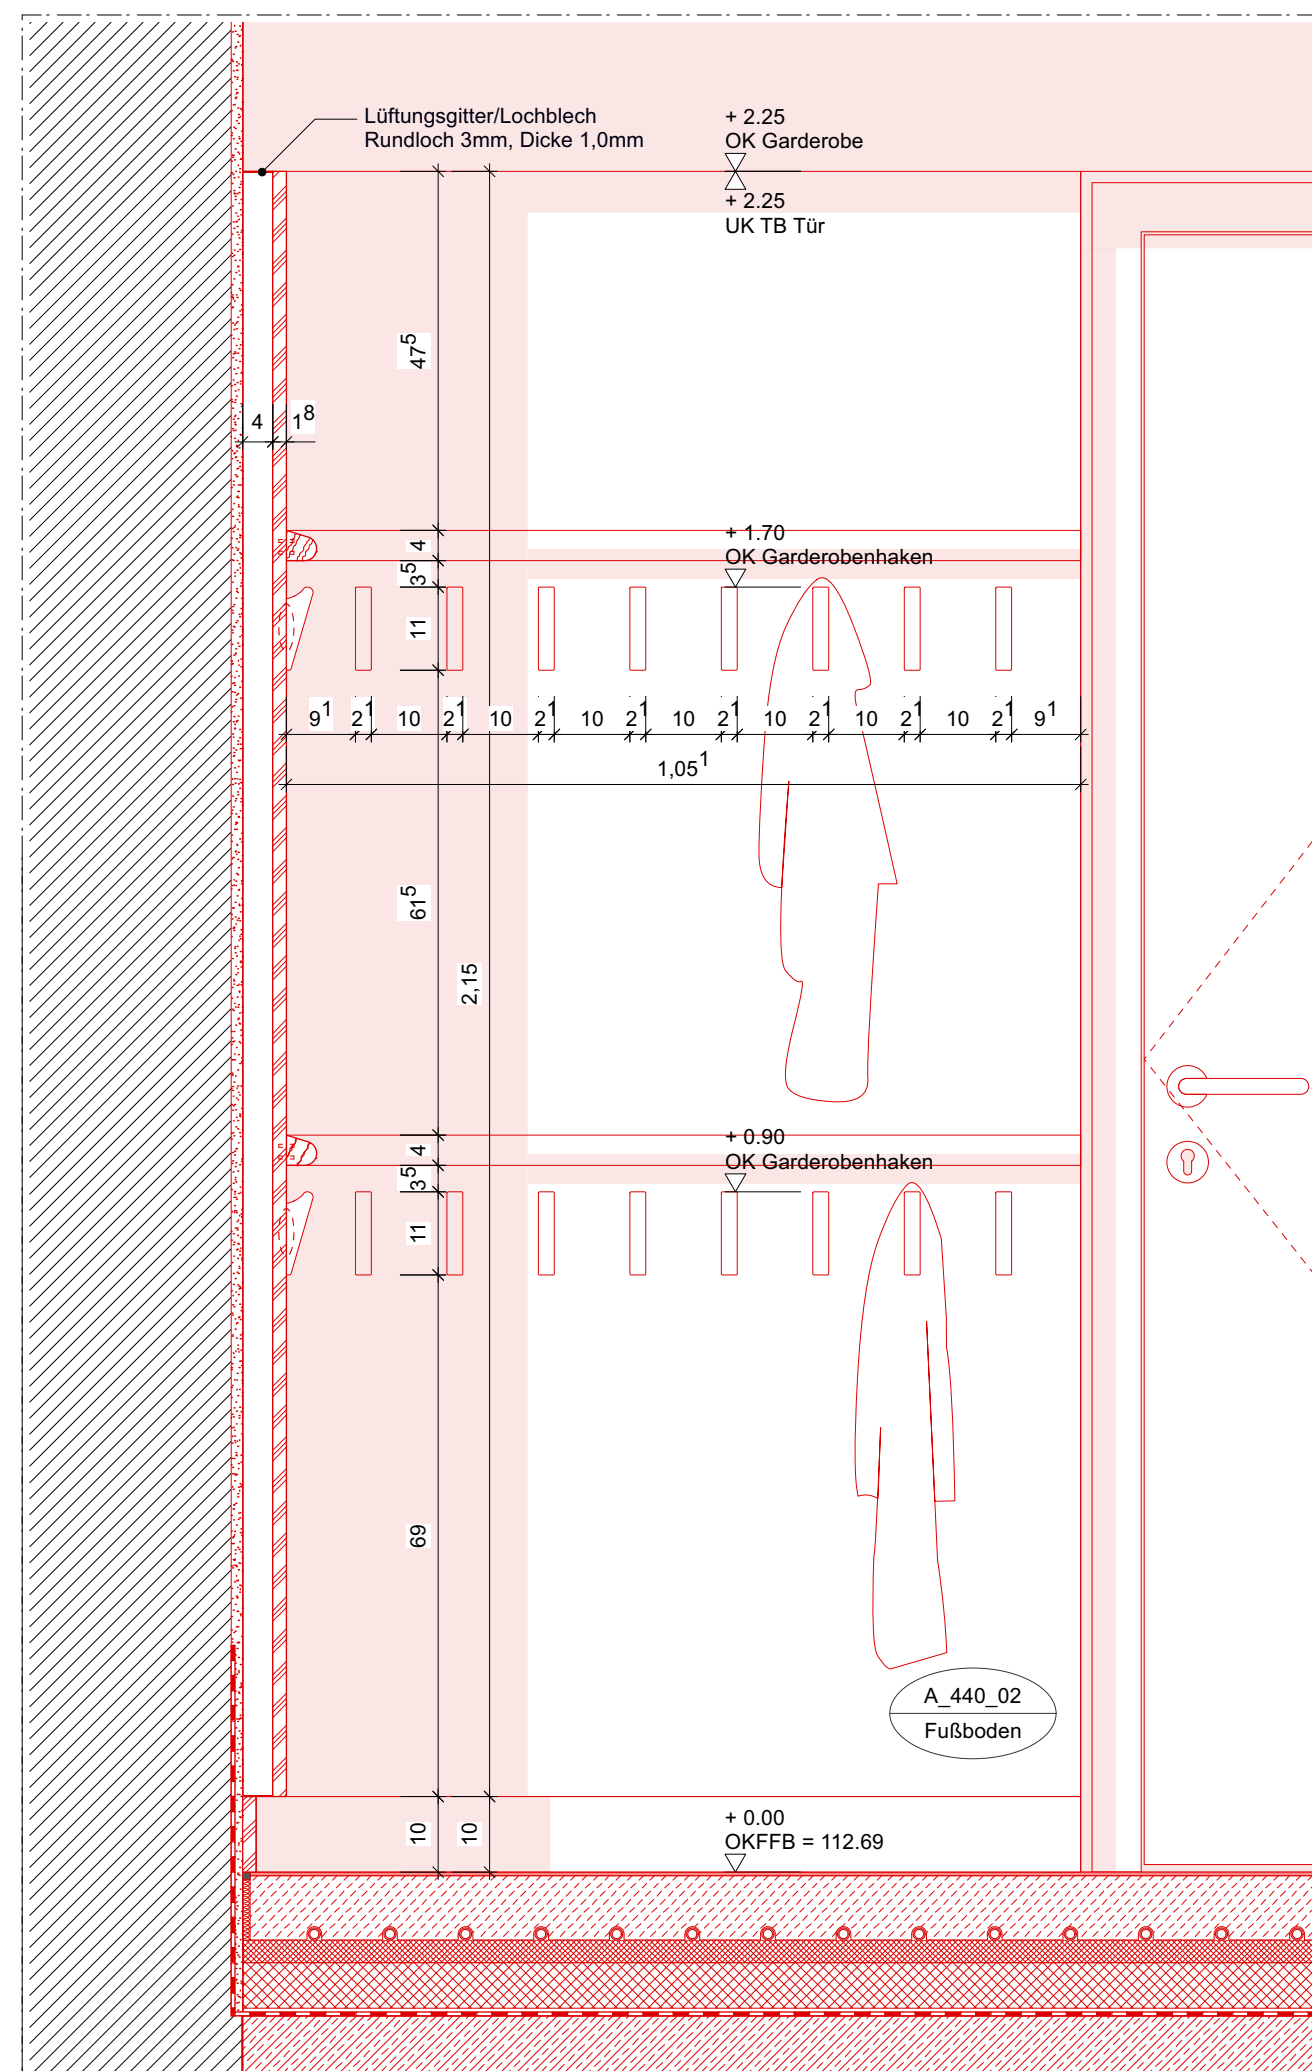 Lüftungsgitter/Lochblech
Rundloch 3mm, Dicke 1,0mm
+ 2.25
OK Garderobe
+ 2.25
UK TB Tür
47⁵
4 1⁸
+ 1.70
OK Garderobenhaken
4
3⁵
11
9¹ 2¹ 10 2¹ 10 2¹ 10 2¹ 10 2¹ 10 2¹ 10 2¹ 10 2¹ 9¹
1,05¹
61⁵
2,15
+ 0.90
OK Garderobenhaken
4
3⁵
11
69
A_440_02
Fußboden
+ 0.00
OKFFB = 112.69
10 10